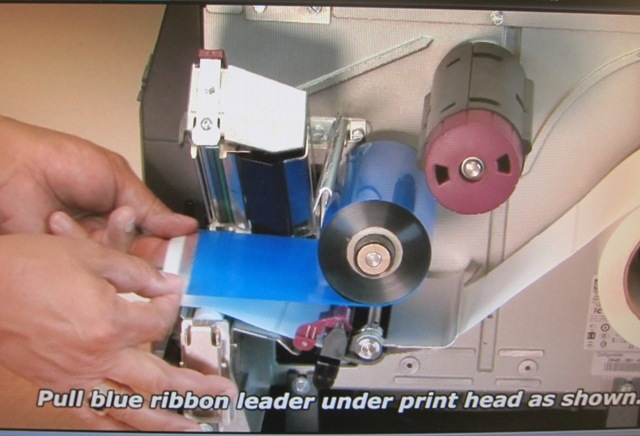 Pull blue ribbon leader under print head as shown.